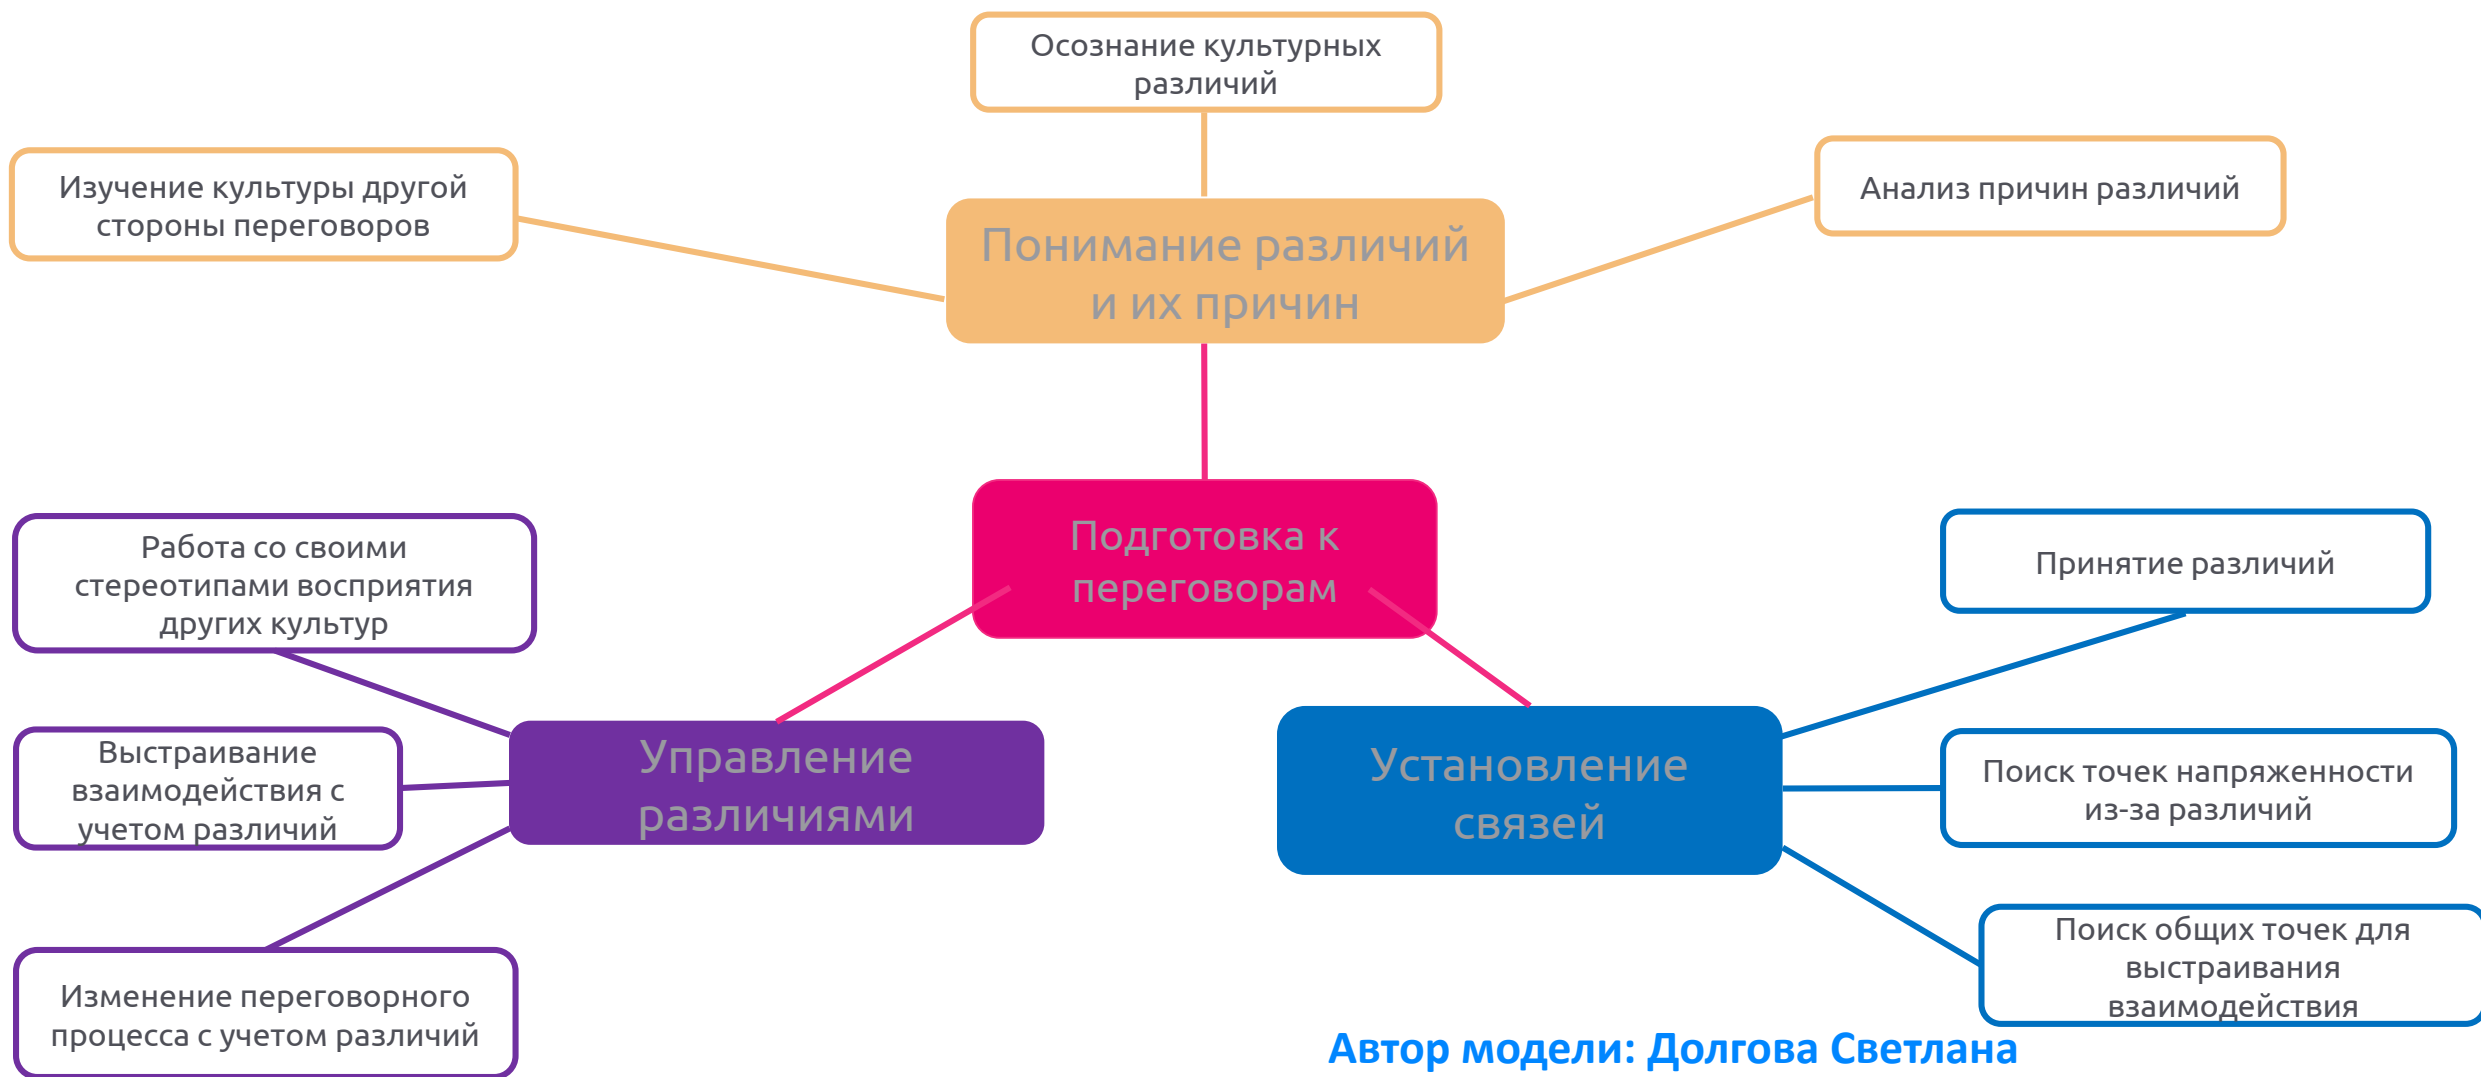 Осознание культурных
различий
Изучение культуры другой
стороны переговоров
Анализ причин различий
Понимание различий
и их причин
Подготовка к
переговорам
Работа со своими
стереотипами восприятия
других культур
Принятие различий
Выстраивание
взаимодействия с
учетом различий
Управление
различиями
Установление
связей
Поиск точек напряженности
из-за различий
Изменение переговорного
процесса с учетом различий
Поиск общих точек для
выстраивания
взаимодействия
Автор модели: Долгова Светлана